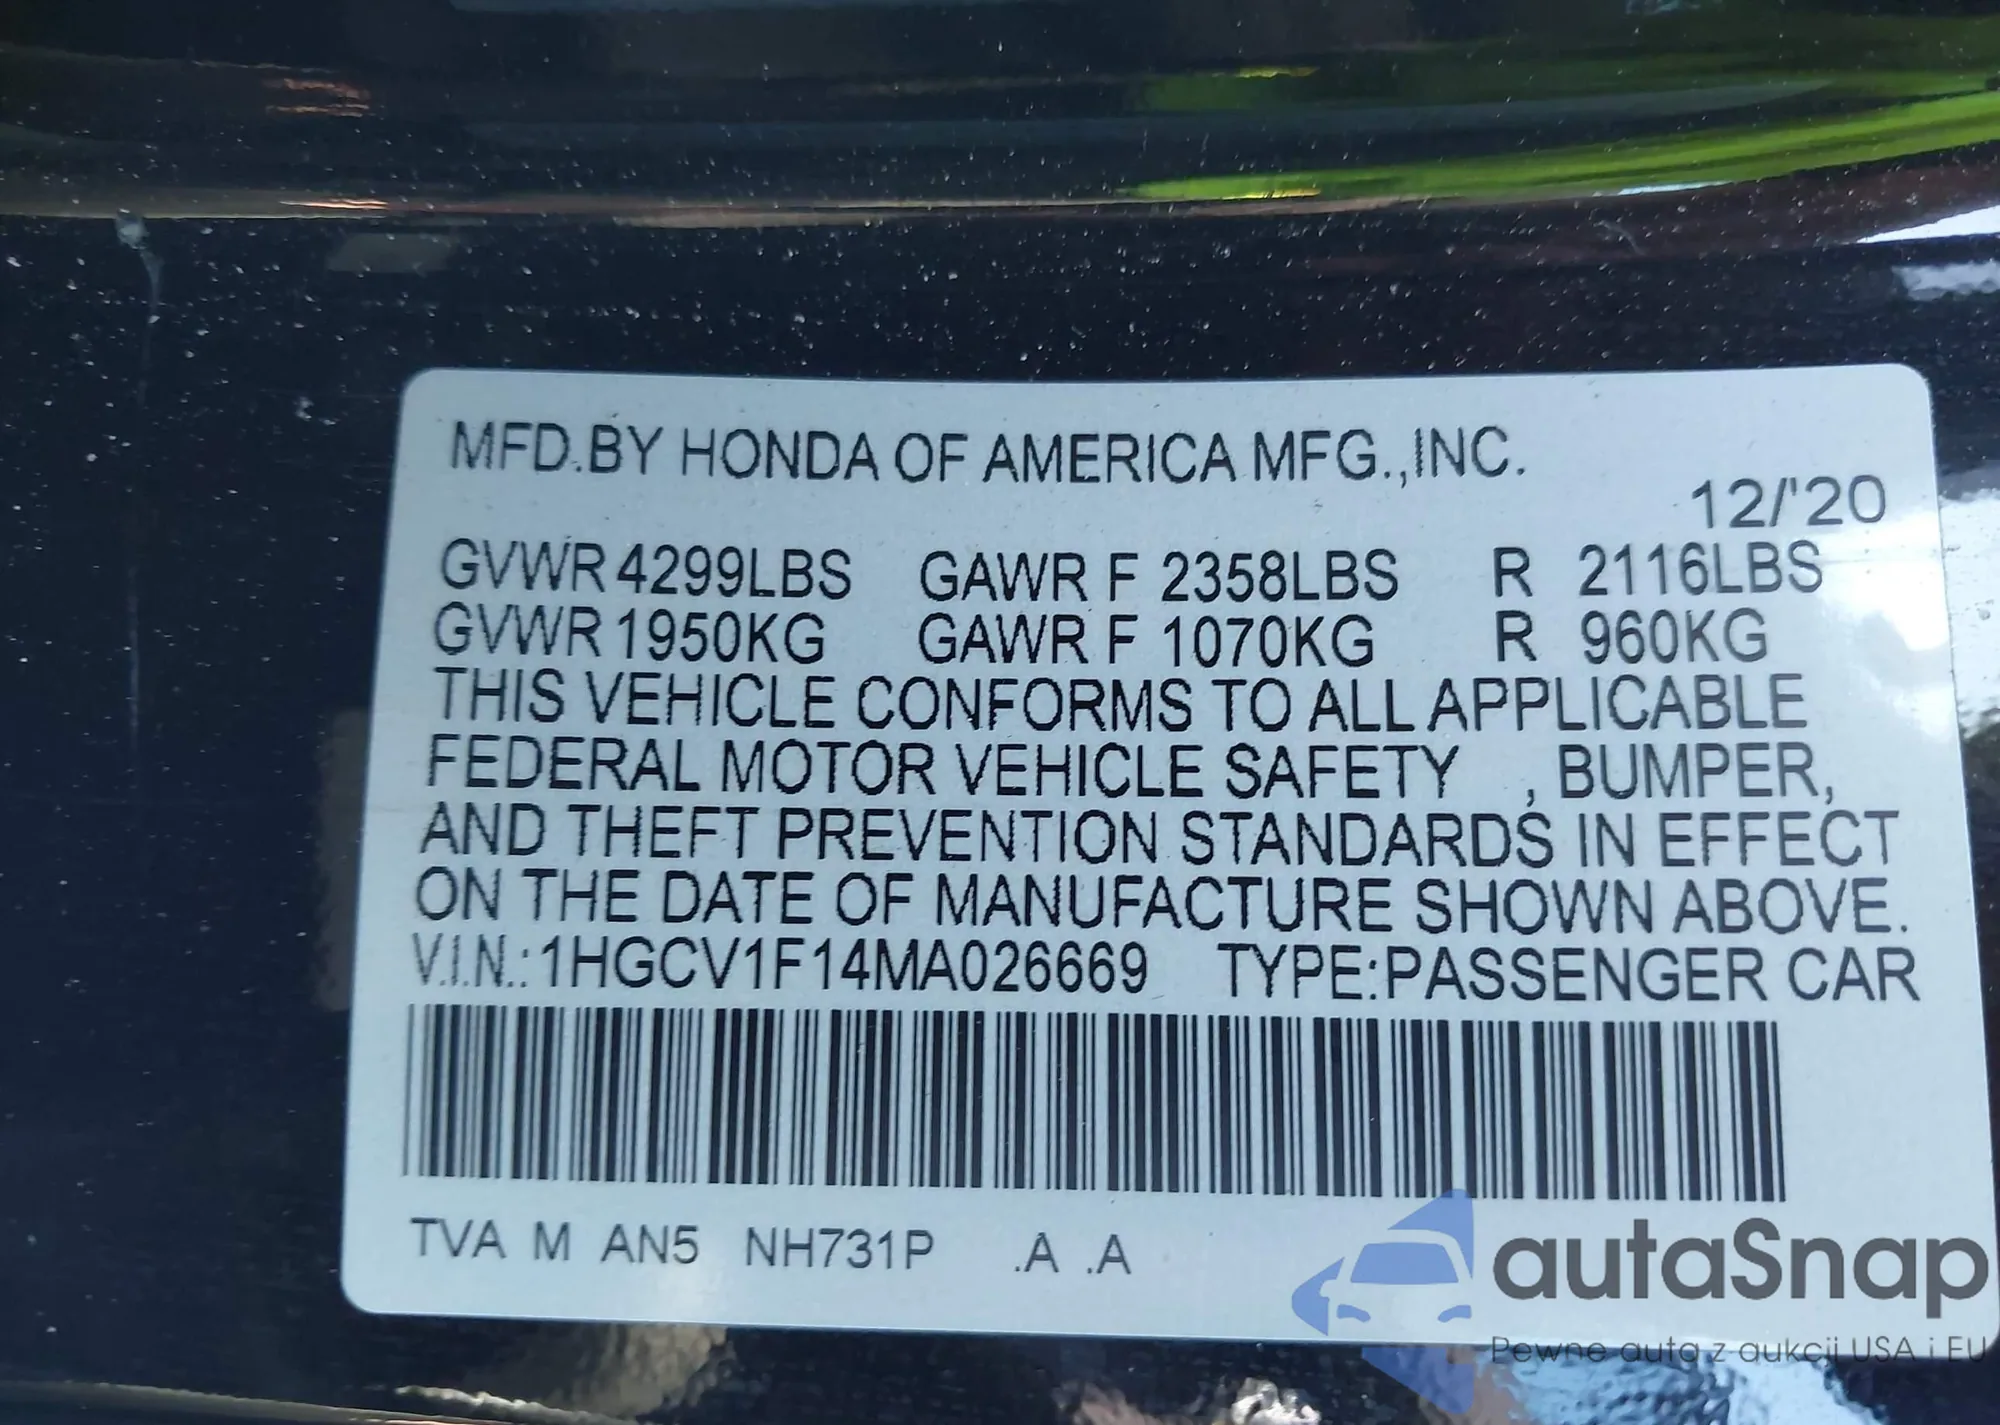 MFD.BY HONDA OF AMERICA MFG.,INC.
12/'20
GVWR 4299LBS GAWR F 2358LBS R 2116LBS
GVWR 1950KG GAWR F 1070KG R 960KG
THIS VEHICLE CONFORMS TO ALL APPLICABLE
FEDERAL MOTOR VEHICLE SAFETY , BUMPER,
AND THEFT PREVENTION STANDARDS IN EFFECT
ON THE DATE OF MANUFACTURE SHOWN ABOVE.
V.I.N.:1HGCV1F14MA026669 TYPE:PASSENGER CAR
TVA M AN5 NH731P .A .A
autaSnap
Pewne auta z aukcji USA i EU